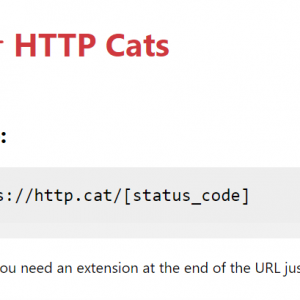 HTTP Cats
:
s://http.cat/[status_code]
ou need an extension at the end of the URL jus